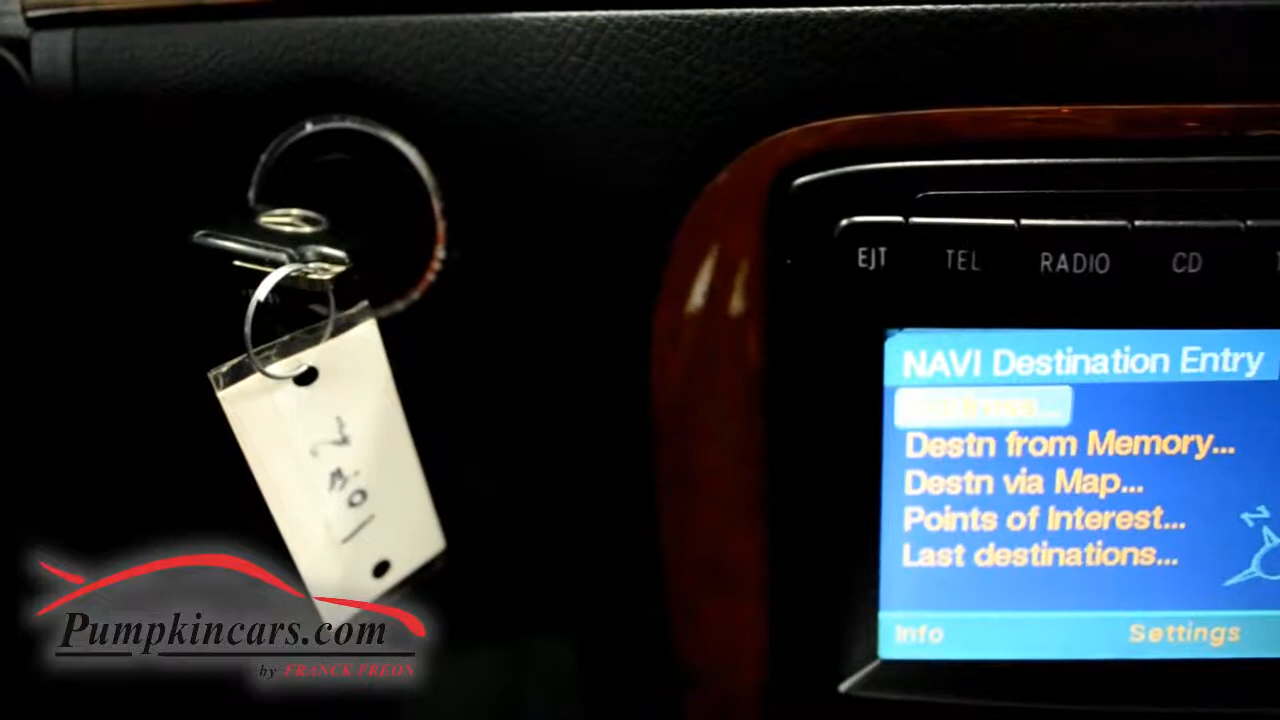 EJT TEL RADIO CD
NAVI Destination Entry
Destn from Memory...
Destn via Map...
Points of Interest...
Last destinations...
Info Settings
Pumpkincars.com
by FRANCK FREON